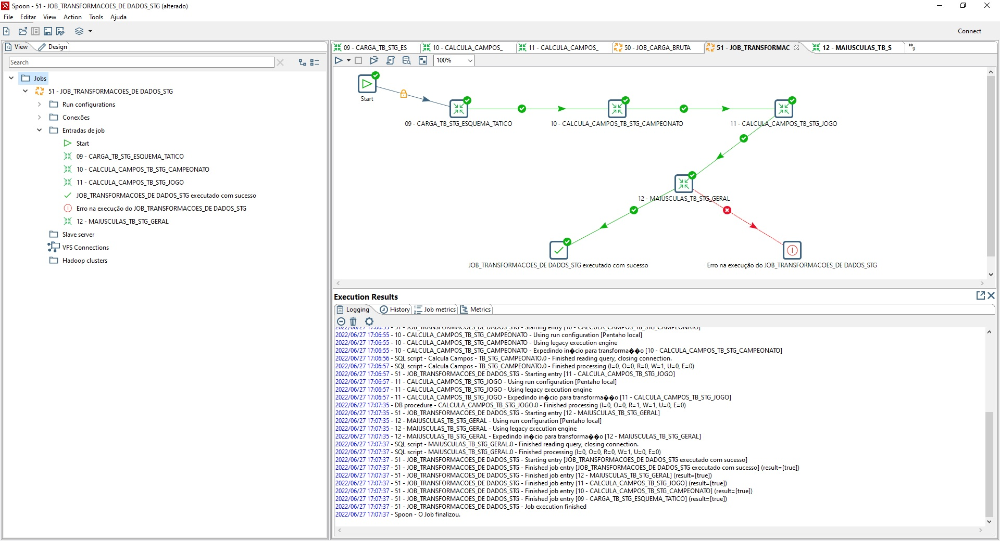 Spoon - 51 - JOB_TRANSFORMACOES_DE DADOS_STG (alterado)
File Editar View Action Tools Ajuda
Connect
View Design
Search
Jobs
51 - JOB_TRANSFORMACOES_DE DADOS_STG
Run configurations
Conexões
Entradas de job
Start
09 - CARGA_TB_STG_ESQUEMA_TATICO
10 - CALCULA_CAMPOS_TB_STG_CAMPEONATO
11 - CALCULA_CAMPOS_TB_STG_JOGO
JOB_TRANSFORMACOES_DE DADOS_STG executado com sucesso
Erro na execução do JOB_TRANSFORMACOES_DE DADOS_STG
12 - MAIUSCULAS_TB_STG_GERAL
Slave server
VFS Connections
Hadoop clusters
09 - CARGA_TB_STG_ES 10 - CALCULA_CAMPOS_ 11 - CALCULA_CAMPOS_ 50 - JOB_CARGA_BRUTA 51 - JOB_TRANSFORMAC 12 - MAIUSCULAS_TB_S »9
100%
Start
09 - CARGA_TB_STG_ESQUEMA_TATICO
10 - CALCULA_CAMPOS_TB_STG_CAMPEONATO
11 - CALCULA_CAMPOS_TB_STG_JOGO
12 - MAIUSCULAS_TB_STG_GERAL
JOB_TRANSFORMACOES_DE DADOS_STG executado com sucesso
Erro na execução do JOB_TRANSFORMACOES_DE DADOS_STG
Execution Results
Logging History Job metrics Metrics
2022/06/27 17:06:55 - 51 - JOB_TRANSFORMACOES_DE DADOS_STG - Starting entry [10 - CALCULA_CAMPOS_TB_STG_CAMPEONATO]
2022/06/27 17:06:55 - 10 - CALCULA_CAMPOS_TB_STG_CAMPEONATO - Using run configuration [Pentaho local]
2022/06/27 17:06:55 - 10 - CALCULA_CAMPOS_TB_STG_CAMPEONATO - Using legacy execution engine
2022/06/27 17:06:55 - 10 - CALCULA_CAMPOS_TB_STG_CAMPEONATO - Expedindo in�cio para transforma��o [10 - CALCULA_CAMPOS_TB_STG_CAMPEONATO]
2022/06/27 17:06:56 - SQL script - Calcula Campos - TB_STG_CAMPEONATO.0 - Finished reading query, closing connection.
2022/06/27 17:06:57 - SQL script - Calcula Campos - TB_STG_CAMPEONATO.0 - Finished processing (I=0, O=0, R=0, W=1, U=0, E=0)
2022/06/27 17:06:57 - 51 - JOB_TRANSFORMACOES_DE DADOS_STG - Starting entry [11 - CALCULA_CAMPOS_TB_STG_JOGO]
2022/06/27 17:06:57 - 11 - CALCULA_CAMPOS_TB_STG_JOGO - Using run configuration [Pentaho local]
2022/06/27 17:06:57 - 11 - CALCULA_CAMPOS_TB_STG_JOGO - Using legacy execution engine
2022/06/27 17:06:57 - 11 - CALCULA_CAMPOS_TB_STG_JOGO - Expedindo in�cio para transforma��o [11 - CALCULA_CAMPOS_TB_STG_JOGO]
2022/06/27 17:07:35 - DB procedure - CALCULA_CAMPOS_TB_STG_JOGO.0 - Finished processing (I=0, O=0, R=1, W=1, U=0, E=0)
2022/06/27 17:07:35 - 51 - JOB_TRANSFORMACOES_DE DADOS_STG - Starting entry [12 - MAIUSCULAS_TB_STG_GERAL]
2022/06/27 17:07:35 - 12 - MAIUSCULAS_TB_STG_GERAL - Using run configuration [Pentaho local]
2022/06/27 17:07:35 - 12 - MAIUSCULAS_TB_STG_GERAL - Using legacy execution engine
2022/06/27 17:07:35 - 12 - MAIUSCULAS_TB_STG_GERAL - Expedindo in�cio para transforma��o [12 - MAIUSCULAS_TB_STG_GERAL]
2022/06/27 17:07:37 - SQL script - MAIUSCULAS_TB_STG_GERAL.0 - Finished reading query, closing connection.
2022/06/27 17:07:37 - SQL script - MAIUSCULAS_TB_STG_GERAL.0 - Finished processing (I=0, O=0, R=0, W=1, U=0, E=0)
2022/06/27 17:07:37 - 51 - JOB_TRANSFORMACOES_DE DADOS_STG - Starting entry [JOB_TRANSFORMACOES_DE DADOS_STG executado com sucesso]
2022/06/27 17:07:37 - 51 - JOB_TRANSFORMACOES_DE DADOS_STG - Finished job entry [JOB_TRANSFORMACOES_DE DADOS_STG executado com sucesso] (result=[true])
2022/06/27 17:07:37 - 51 - JOB_TRANSFORMACOES_DE DADOS_STG - Finished job entry [12 - MAIUSCULAS_TB_STG_GERAL] (result=[true])
2022/06/27 17:07:37 - 51 - JOB_TRANSFORMACOES_DE DADOS_STG - Finished job entry [11 - CALCULA_CAMPOS_TB_STG_JOGO] (result=[true])
2022/06/27 17:07:37 - 51 - JOB_TRANSFORMACOES_DE DADOS_STG - Finished job entry [10 - CALCULA_CAMPOS_TB_STG_CAMPEONATO] (result=[true])
2022/06/27 17:07:37 - 51 - JOB_TRANSFORMACOES_DE DADOS_STG - Finished job entry [09 - CARGA_TB_STG_ESQUEMA_TATICO] (result=[true])
2022/06/27 17:07:37 - 51 - JOB_TRANSFORMACOES_DE DADOS_STG - Job execution finished
2022/06/27 17:07:37 - Spoon - O Job finalizou.